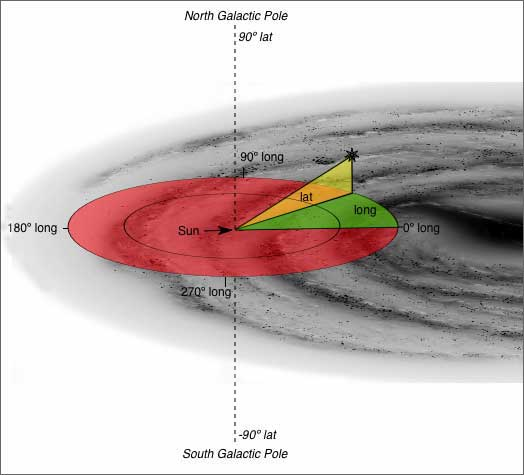 North Galactic Pole
90º lat
90º long
lat
long
180º long
Sun
0º long
270º long
-90º lat
South Galactic Pole